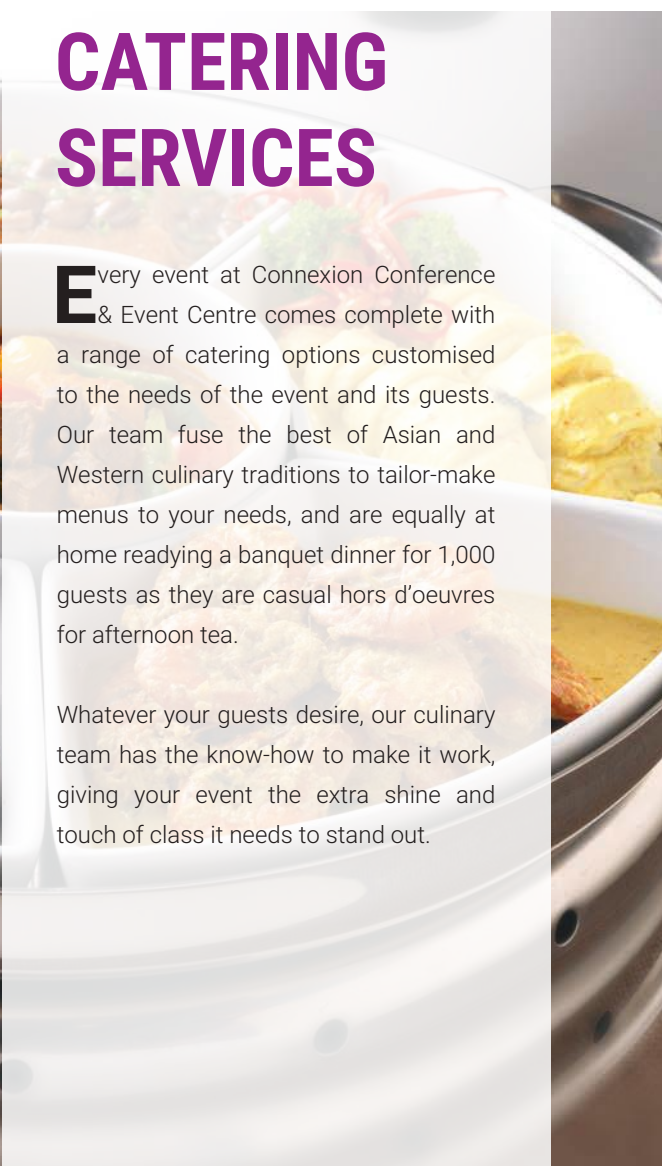 CATERING
SERVICES
Every event at Connexion Conference
& Event Centre comes complete with
a range of catering options customised
to the needs of the event and its guests.
Our team fuse the best of Asian and
Western culinary traditions to tailor-make
menus to your needs, and are equally at
home readying a banquet dinner for 1,000
guests as they are casual hors d’oeuvres
for afternoon tea.
Whatever your guests desire, our culinary
team has the know-how to make it work,
giving your event the extra shine and
touch of class it needs to stand out.